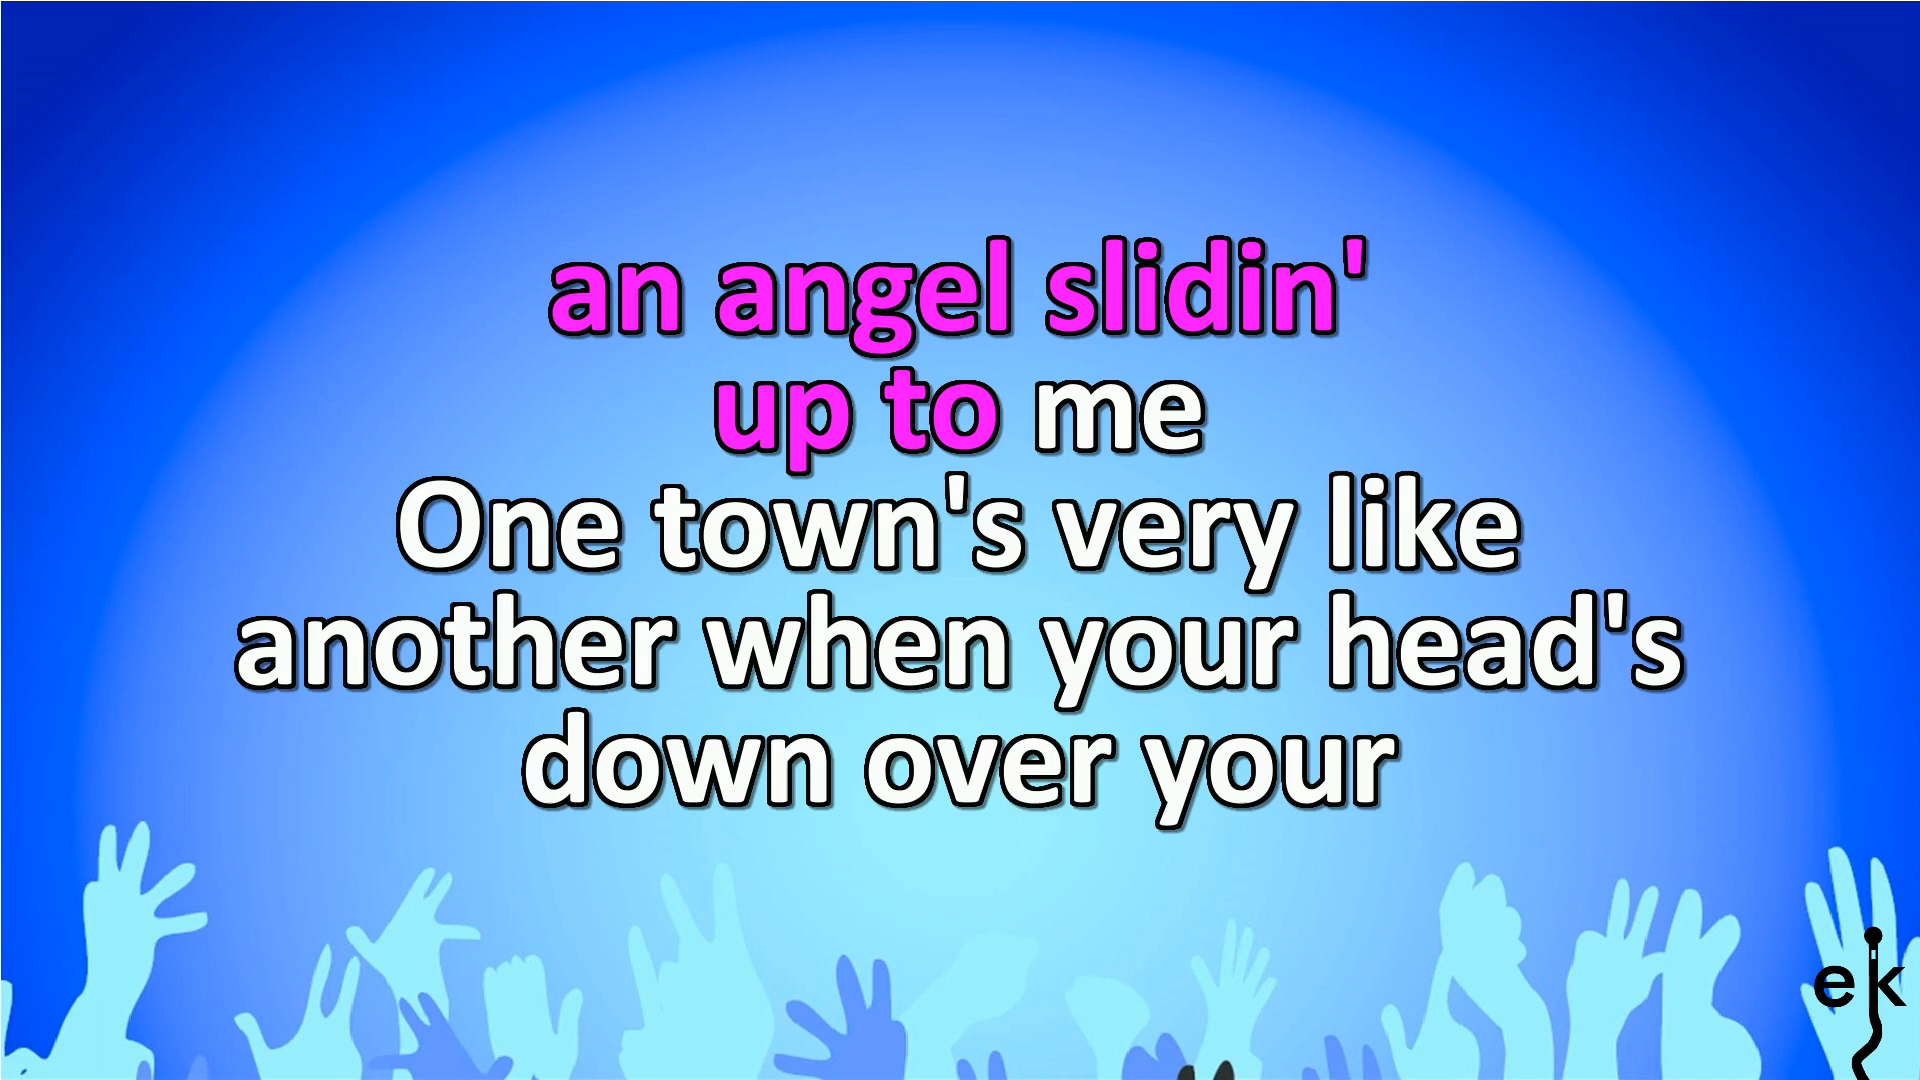 an angel slidin'
up to me
One town's very like
another when your head's
down over your
ek